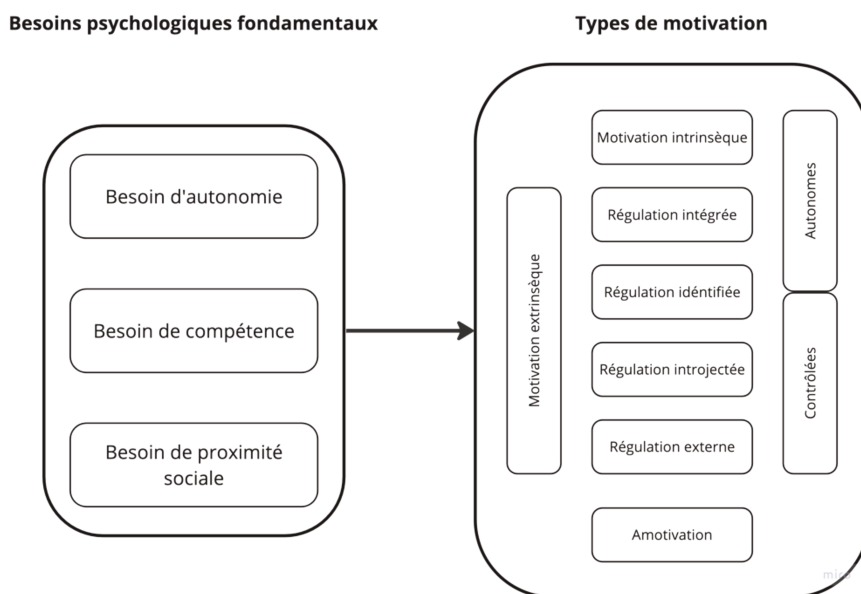 Besoins psychologiques fondamentaux
Types de motivation
Besoin d'autonomie
Besoin de compétence
Besoin de proximité
sociale
Motivation extrinsèque
Motivation intrinsèque
Régulation intégrée
Régulation idéntifiée
Régulation introjectée
Régulation externe
Amotivation
Autonomes
Contrôlées